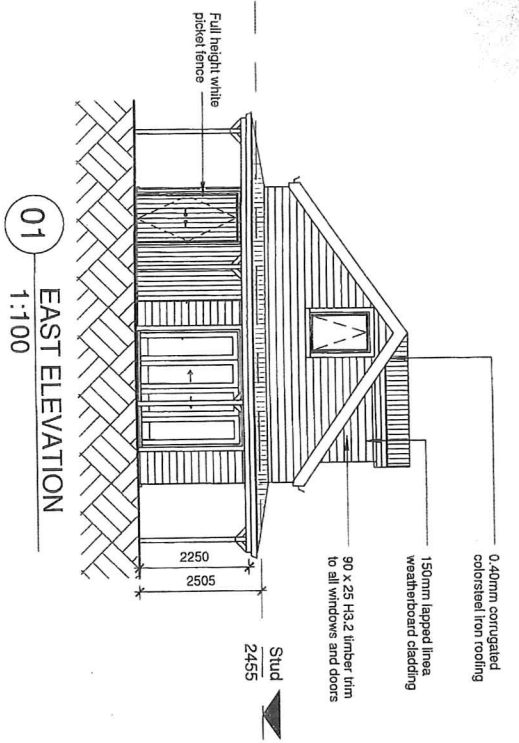 0.40mm corrugated
colorsteel iron roofing
150mm lapped linea
weatherboard cladding
90 x 25 H3.2 timber trim
to all windows and doors
Stud
2455
2250
2505
Full height white
picket fence
01
EAST ELEVATION
1:100